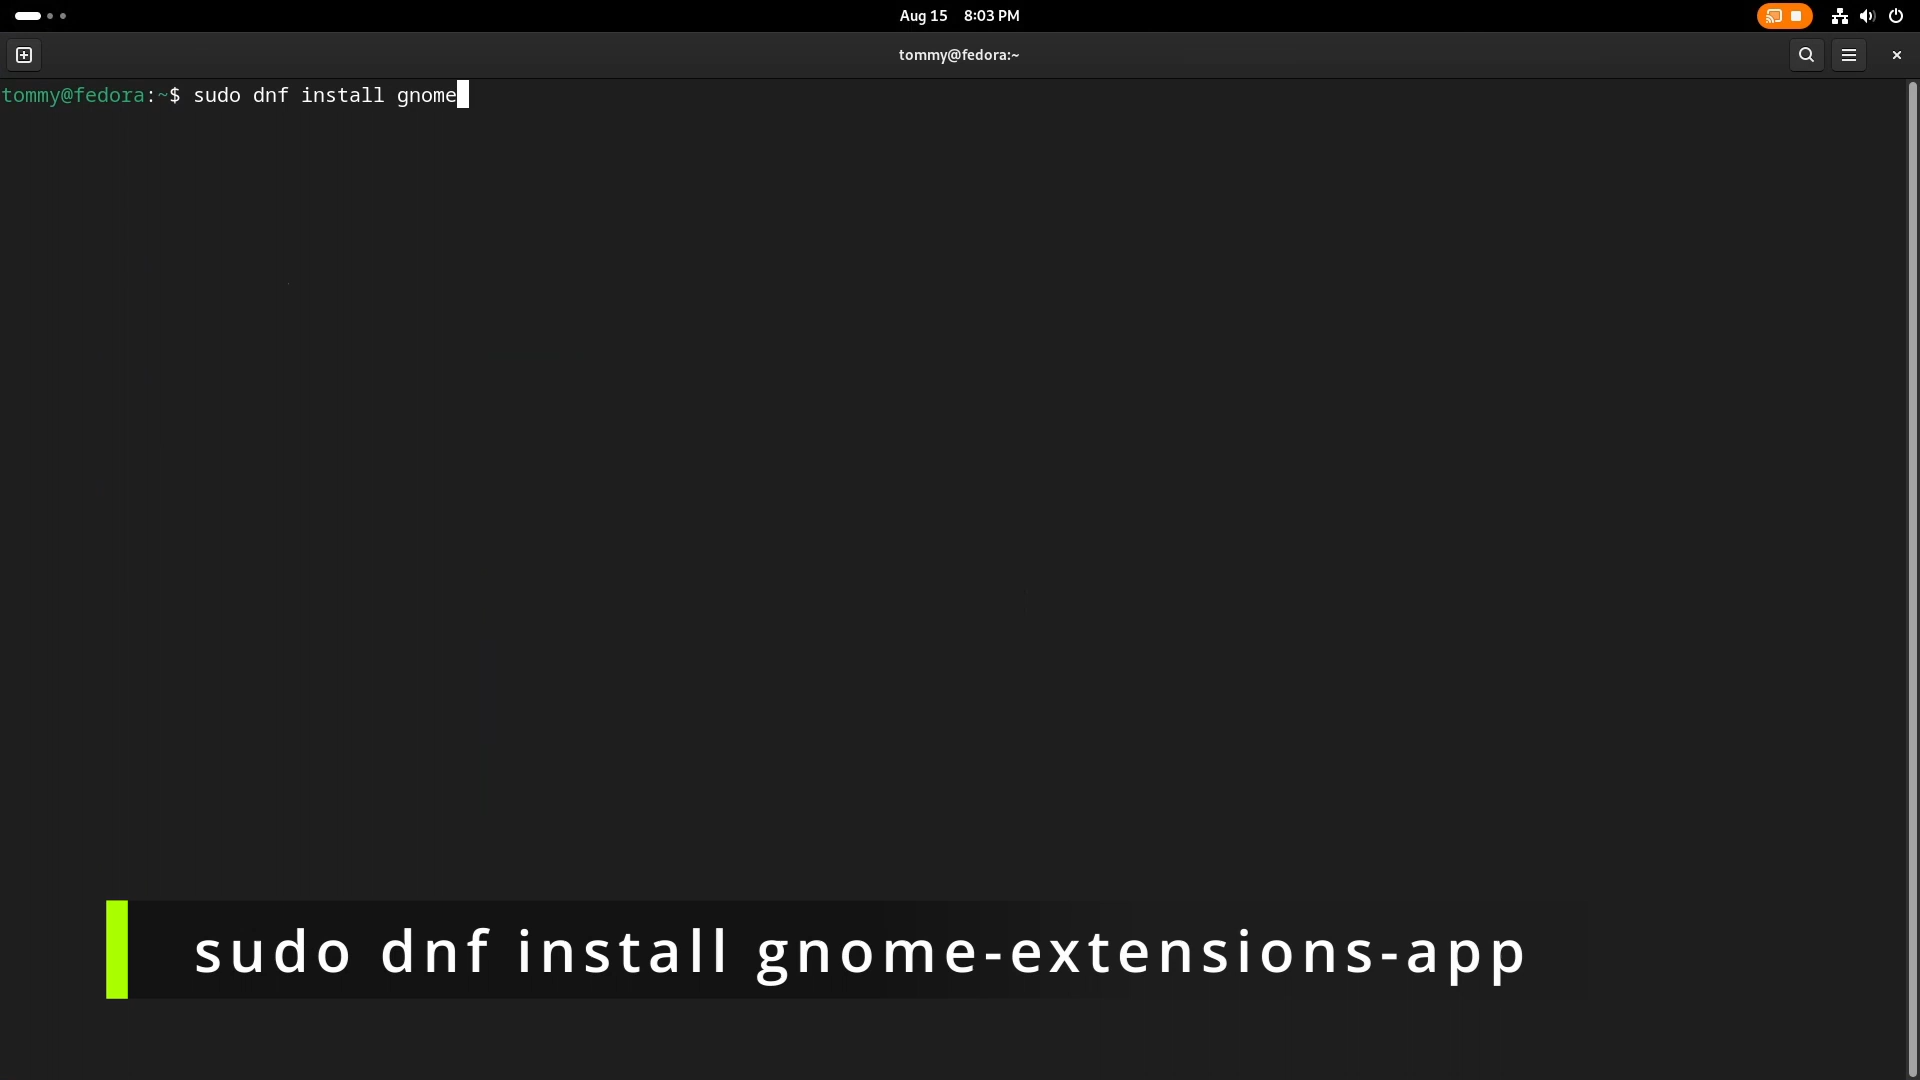 Aug 15 8:03 PM
tommy@fedora:~
tommy@fedora:~$ sudo dnf install gnome
sudo dnf install gnome-extensions-app